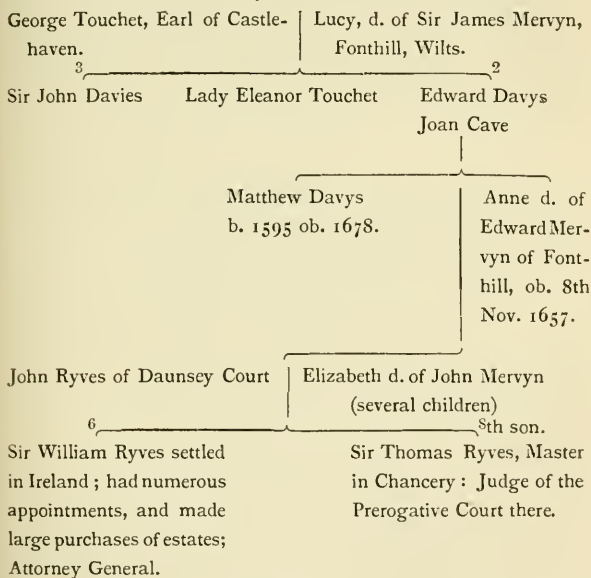 George Touchet, Earl of Castle- Lucy, d. of Sir James Mervyn,
haven. Fonthill, Wilts.
3 2
Sir John Davies Lady Eleanor Touchet Edward Davys
Joan Cave
Matthew Davys Anne d. of
b. 1595 ob. 1678. Edward Mer-
vyn of Font-
hill, ob. 8th
Nov. 1657.
John Ryves of Daunsey Court Elizabeth d. of John Mervyn
(several children)
6 8th son.
Sir William Ryves settled Sir Thomas Ryves, Master
in Ireland ; had numerous in Chancery : Judge of the
appointments, and made Prerogative Court there.
large purchases of estates;
Attorney General.